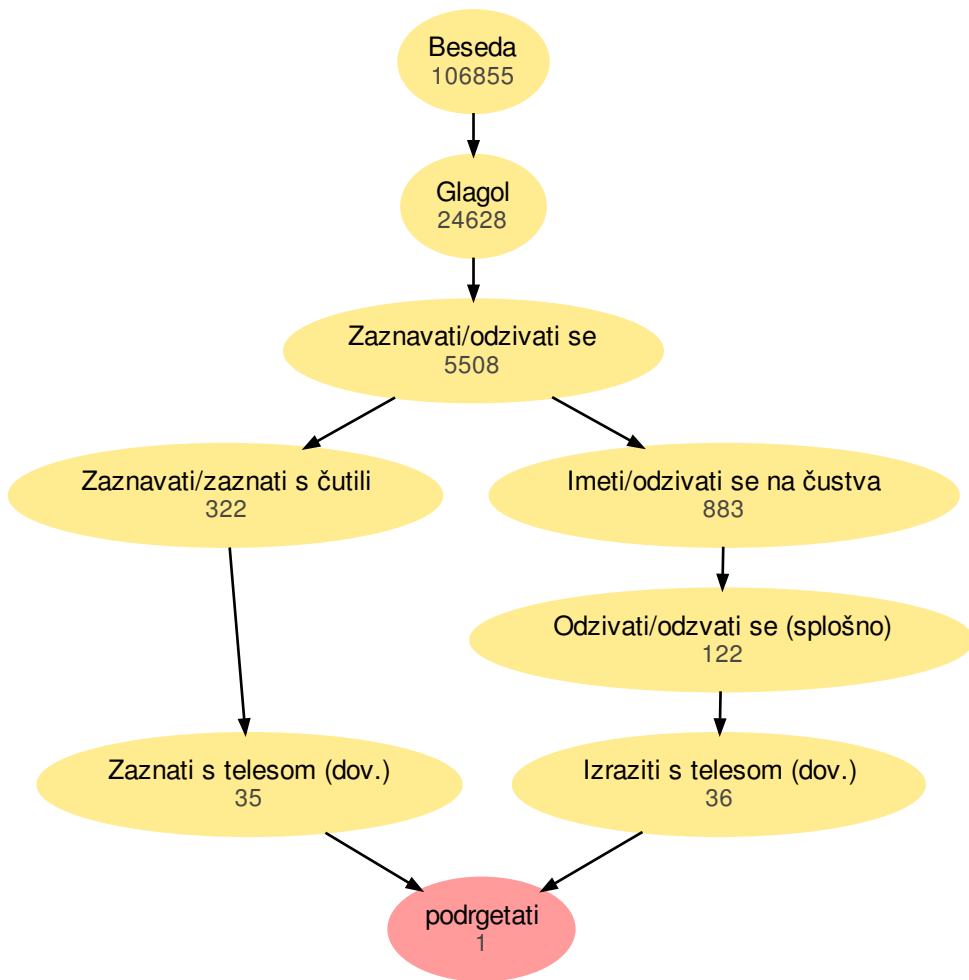 Beseda
106855
Glagol
24628
Zaznavati/odzivati se
5508
Zaznavati/zaznati s čutili
322
Imeti/odzivati se na čustva
883
Odzivati/odzvati se (splošno)
122
Zaznati s telesom (dov.)
35
Izraziti s telesom (dov.)
36
podrgetati
1